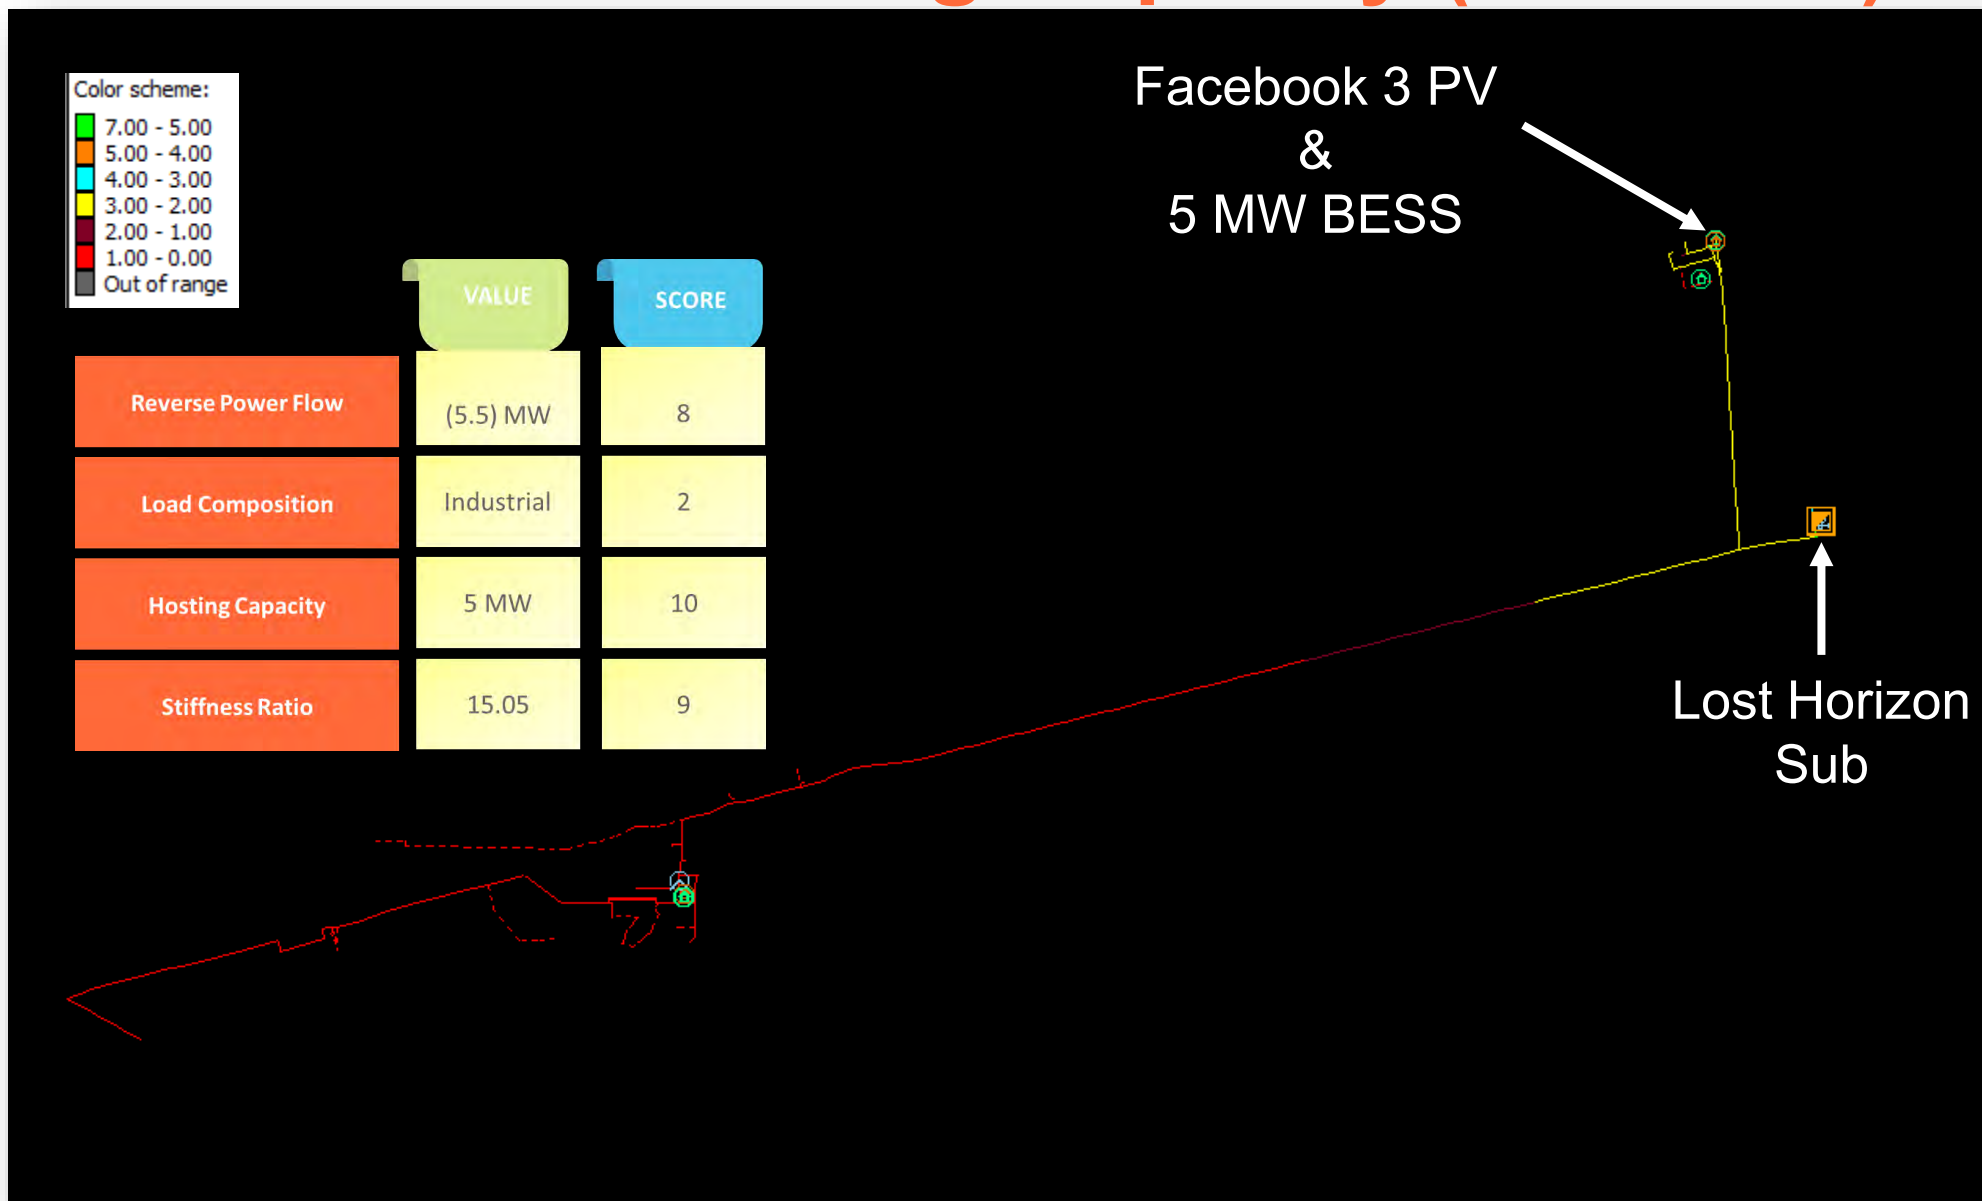 Color scheme:
7.00 - 5.00
5.00 - 4.00
4.00 - 3.00
3.00 - 2.00
2.00 - 1.00
1.00 - 0.00
Out of range
Facebook 3 PV
&
5 MW BESS
VALUE SCORE
Reverse Power Flow (5.5) MW 8
Load Composition Industrial 2
Hosting Capacity 5 MW 10
Stiffness Ratio 15.05 9
Lost Horizon
Sub